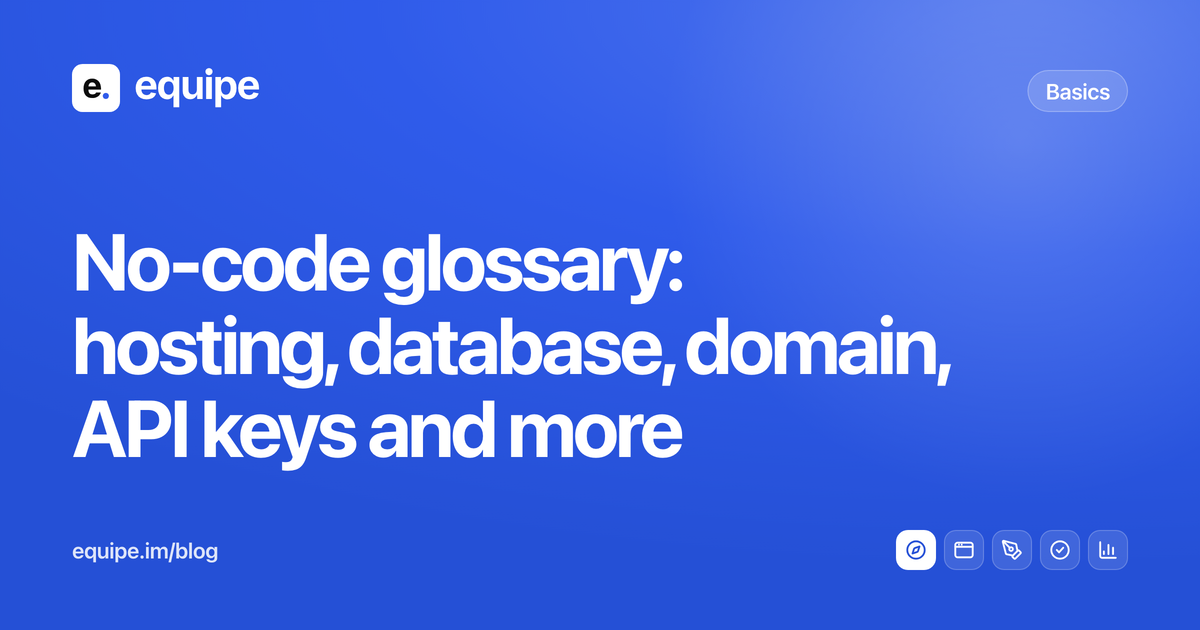 e. equipe
Basics
No-code glossary:
hosting, database, domain,
API keys and more
equipe.im/blog